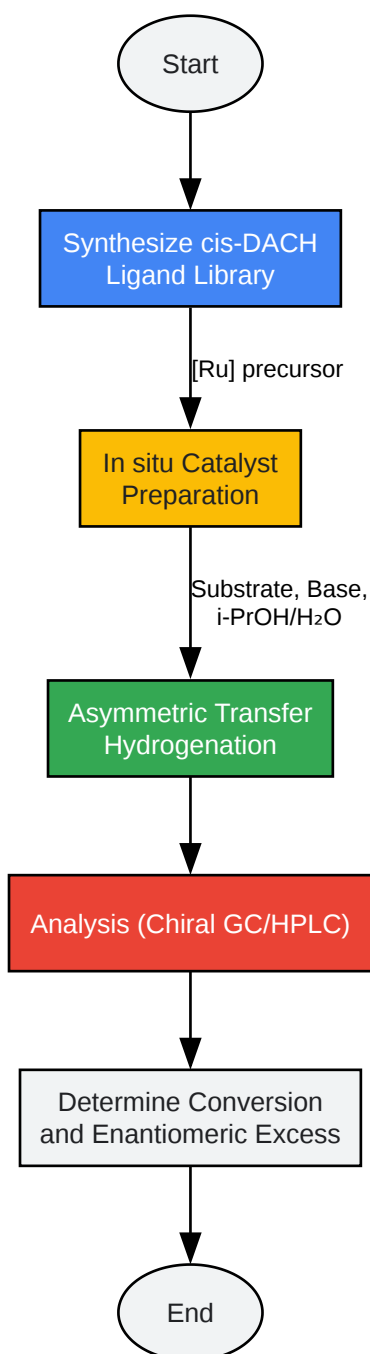 Start
Synthesize cis-DACH
Ligand Library
[Ru] precursor
In situ Catalyst
Preparation
Substrate, Base,
i-PrOH/H₂O
Asymmetric Transfer
Hydrogenation
Analysis (Chiral GC/HPLC)
Determine Conversion
and Enantiomeric Excess
End